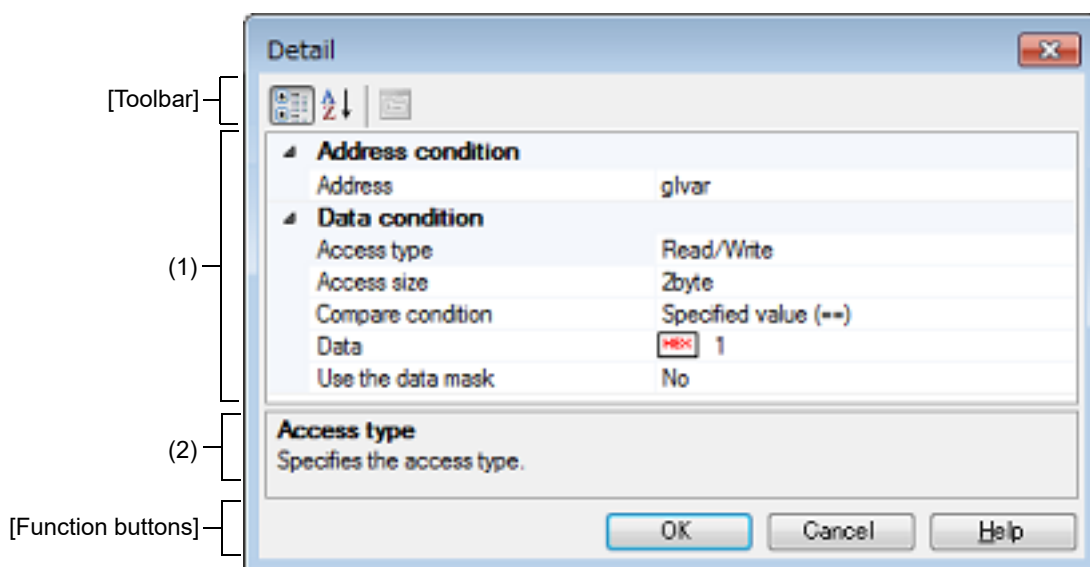 Detail
[Toolbar]
Address condition
Address glvar
Data condition
Access type Read/Write
(1)
Access size 2byte
Compare condition Specified value (==)
Data HEX 1
Use the data mask No
(2)
Access type
Specifies the access type.
[Function buttons]
OK Cancel Help